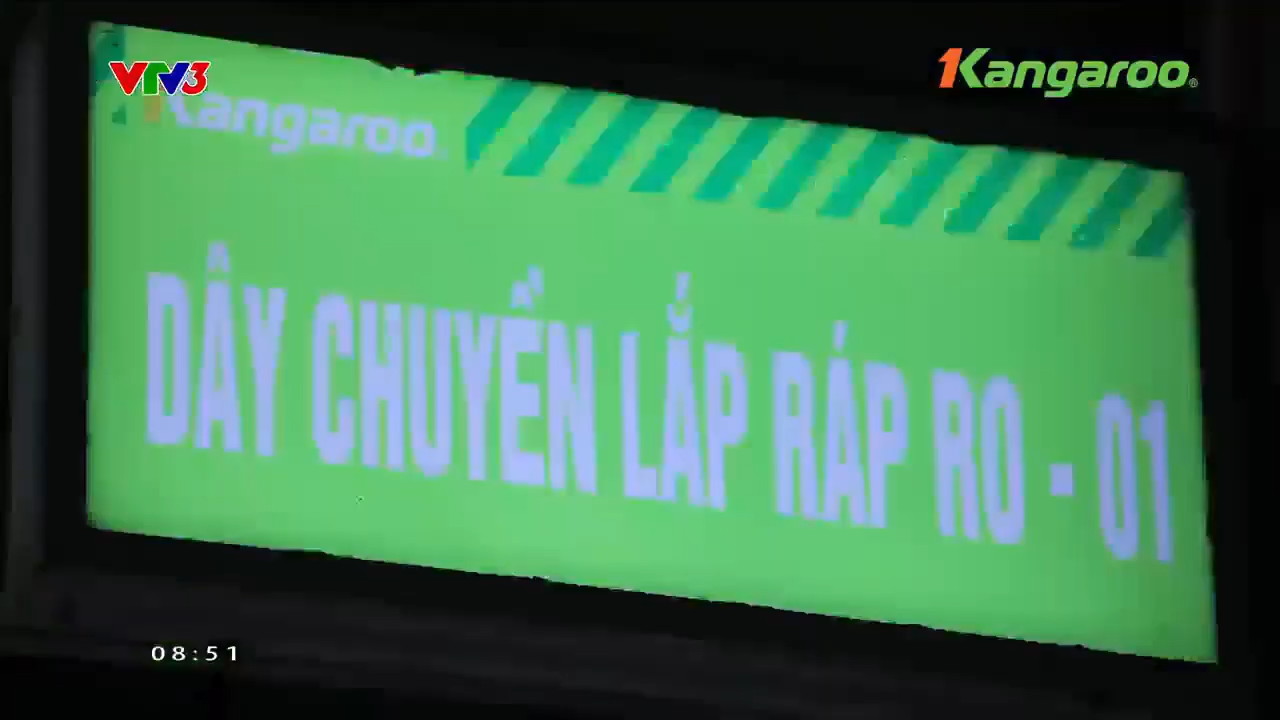 VTV3
Kangaroo®
Kangaroo
DÂY CHUYỀN LẮP RÁP RO - 01
08:51